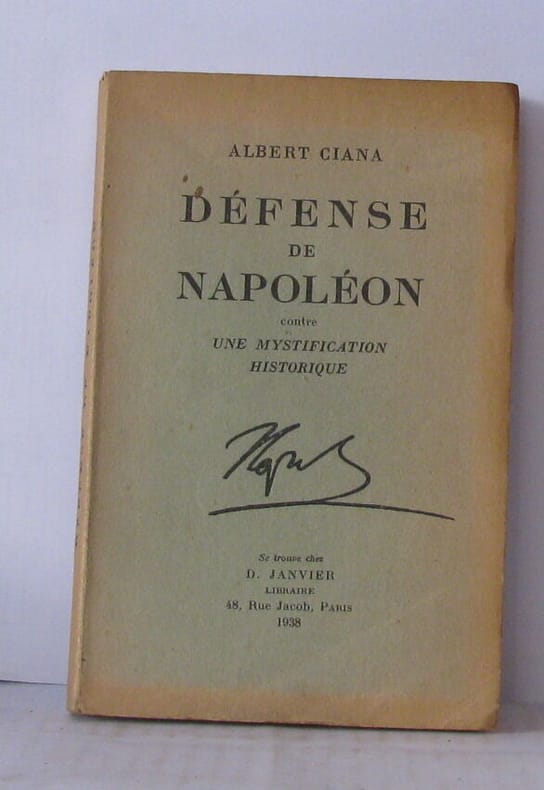 ALBERT CIANA
DÉFENSE
DE
NAPOLÉON
contre
UNE MYSTIFICATION
HISTORIQUE
Se trouve chez
D. JANVIER
LIBRAIRE
48, Rue Jacob, PARIS
1938